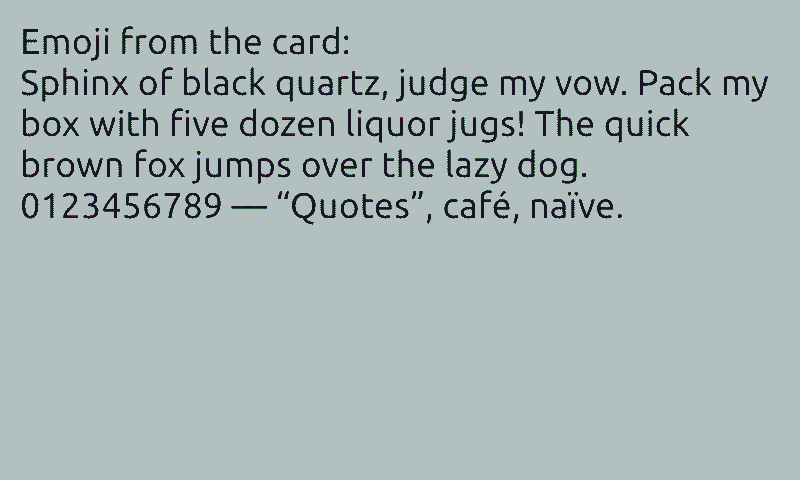 Emoji from the card:
Sphinx of black quartz, judge my vow. Pack my
box with five dozen liquor jugs! The quick
brown fox jumps over the lazy dog.
0123456789 — “Quotes”, café, naïve.